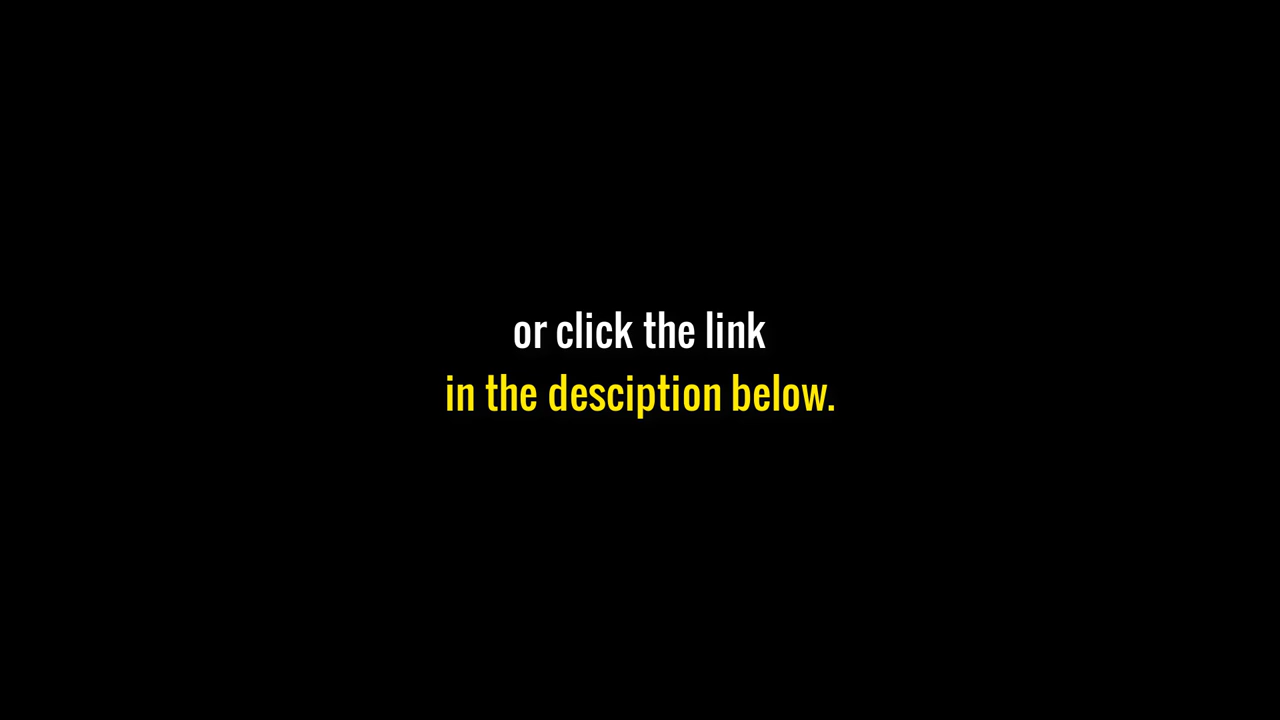 or click the link
in the desciption below.